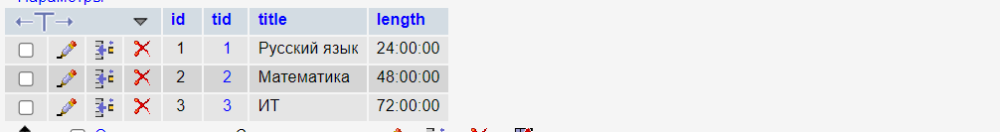 Параметры
id tid title length
1 1 Русский язык 24:00:00
2 2 Математика 48:00:00
3 3 ИТ 72:00:00